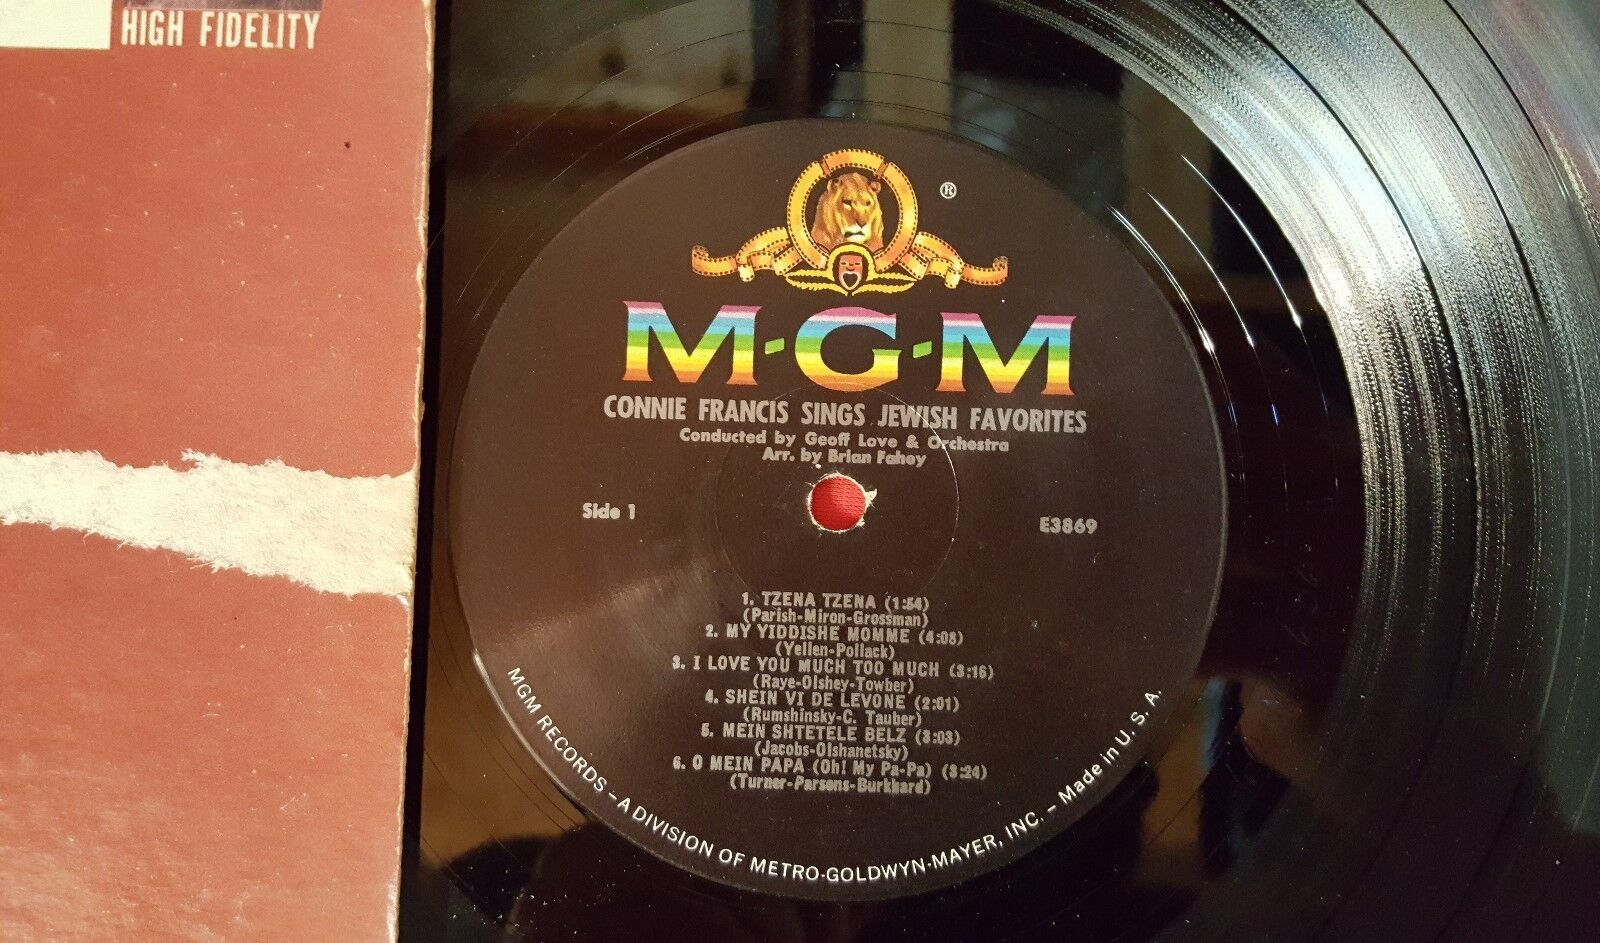 HIGH FIDELITY
®
M·G·M
CONNIE FRANCIS SINGS JEWISH FAVORITES
Conducted by Geoff Love & Orchestra
Arr. by Brian Fahey
Side 1
E3869
1. TZENA TZENA (1:54)
(Parish-Miron-Grossman)
2. MY YIDDISHE MOMME (4:08)
(Yellen-Pollack)
3. I LOVE YOU MUCH TOO MUCH (3:16)
(Raye-Olshey-Towber)
4. SHEIN VI DE LEVONE (2:01)
(Rumshinsky-C. Tauber)
5. MEIN SHTETELE BELZ (3:03)
(Jacobs-Olshanetsky)
6. O MEIN PAPA (Oh! My Pa-Pa) (3:24)
(Turner-Parsons-Burkhard)
MGM RECORDS – A DIVISION OF METRO-GOLDWYN-MAYER, INC. – Made in U. S. A.